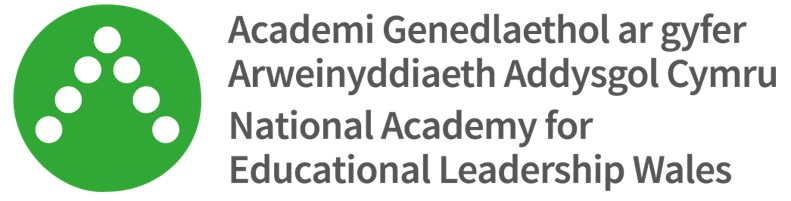 Academi Genedlaethol ar gyfer
Arweinyddiaeth Addysgol Cymru
National Academy for
Educational Leadership Wales